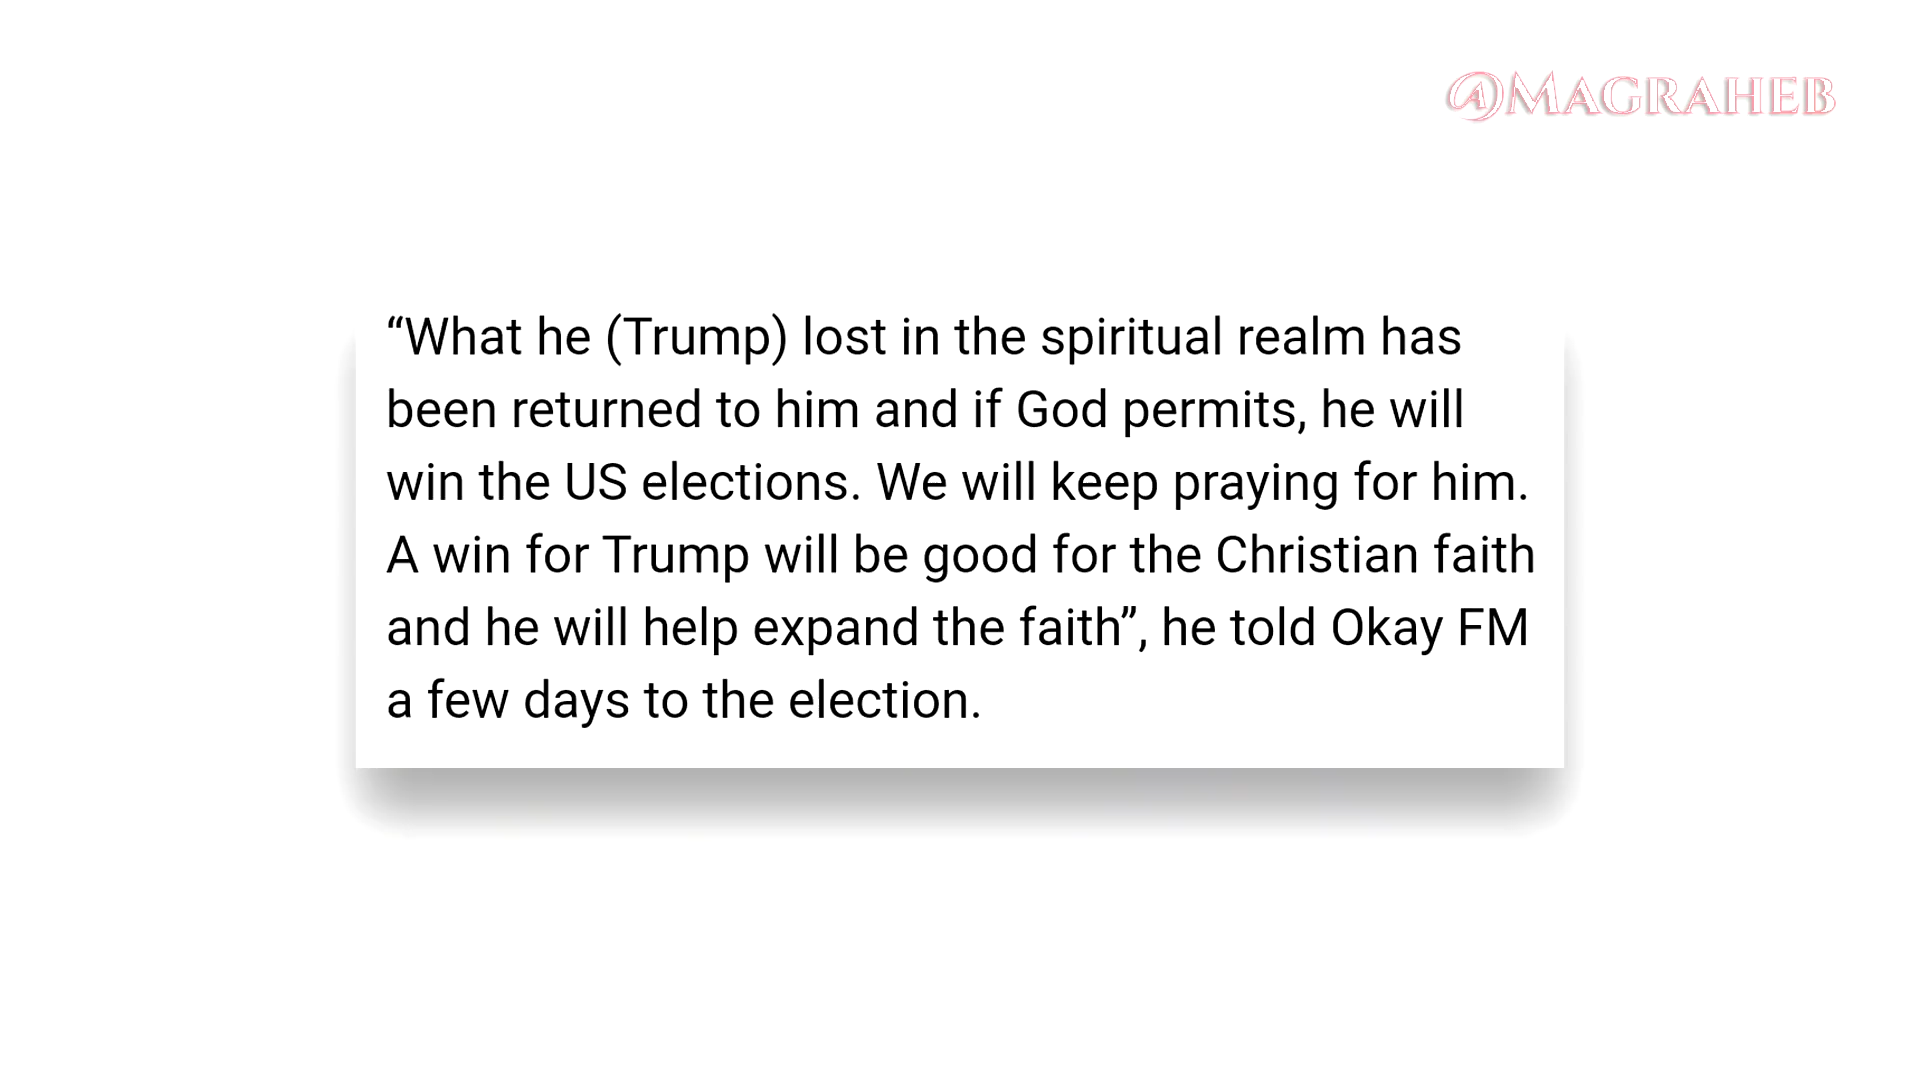 @MAGRAHEB
“What he (Trump) lost in the spiritual realm has
been returned to him and if God permits, he will
win the US elections. We will keep praying for him.
A win for Trump will be good for the Christian faith
and he will help expand the faith”, he told Okay FM
a few days to the election.